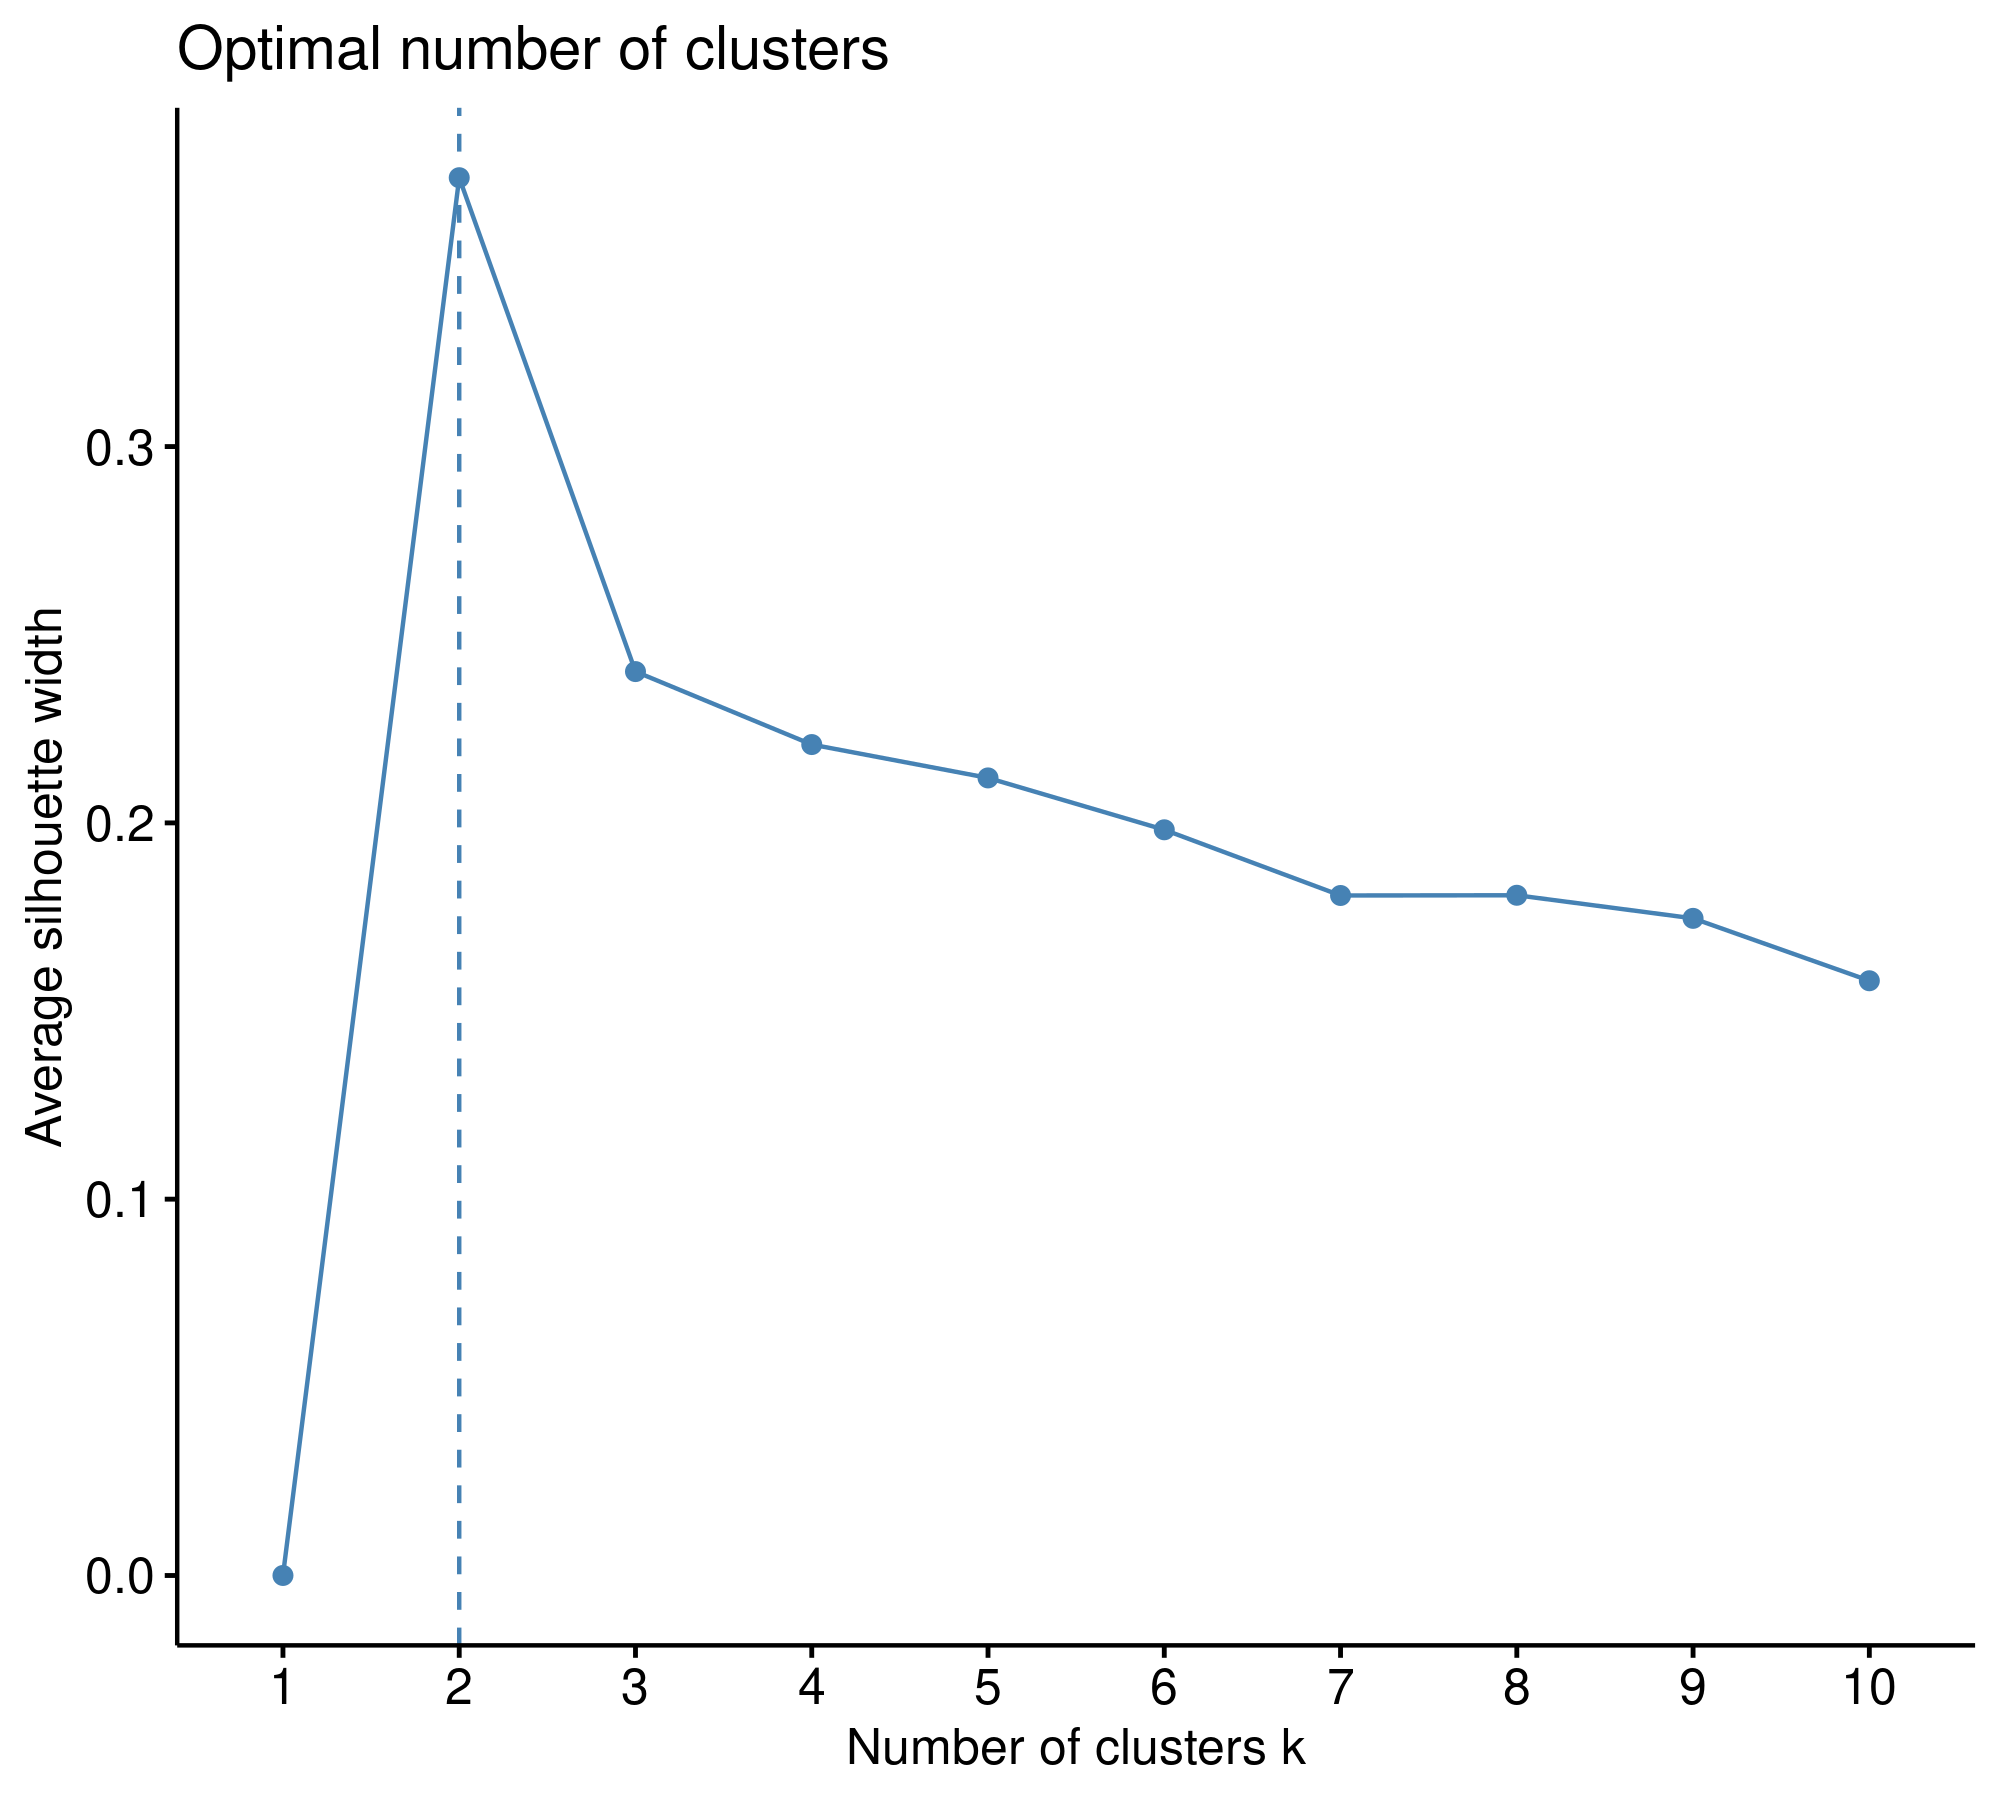 Optimal number of clusters
Average silhouette width
0.3
0.2
0.1
0.0
1 2 3 4 5 6 7 8 9 10
Number of clusters k